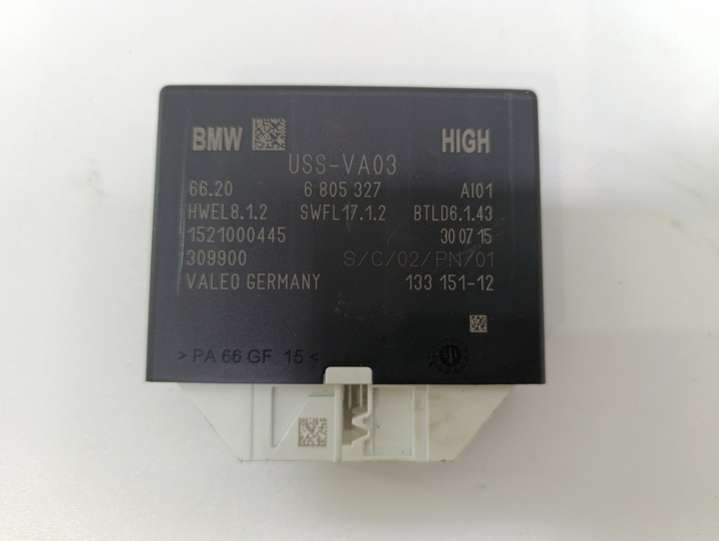 BMW HIGH
USS-VA03
66.20 6 805 327 AI01
HWEL8.1.2 SWFL17.1.2 BTLD6.1.43
1521000445 30 07 15
309900 S/C/02/PN/01
VALEO GERMANY 133 151-12
> PA 66 GF 15 <